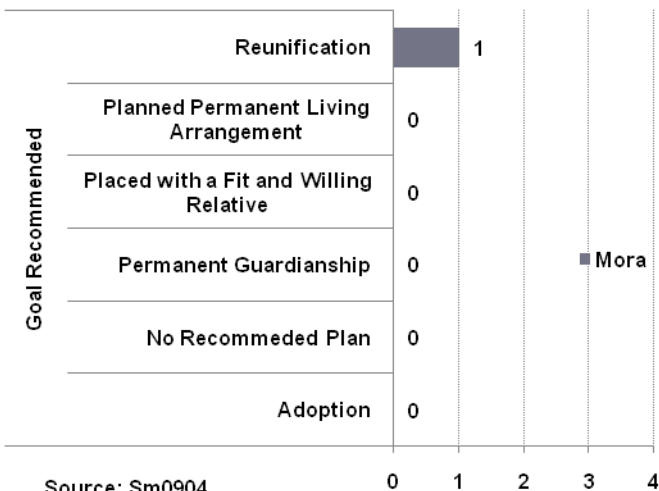 Goal Recommended
Reunification
1
Planned Permanent Living
Arrangement
0
Placed with a Fit and Willing
Relative
0
Permanent Guardianship
0
No Recommeded Plan
0
Adoption
0
Mora
0 1 2 3 4
Source: Sm0904